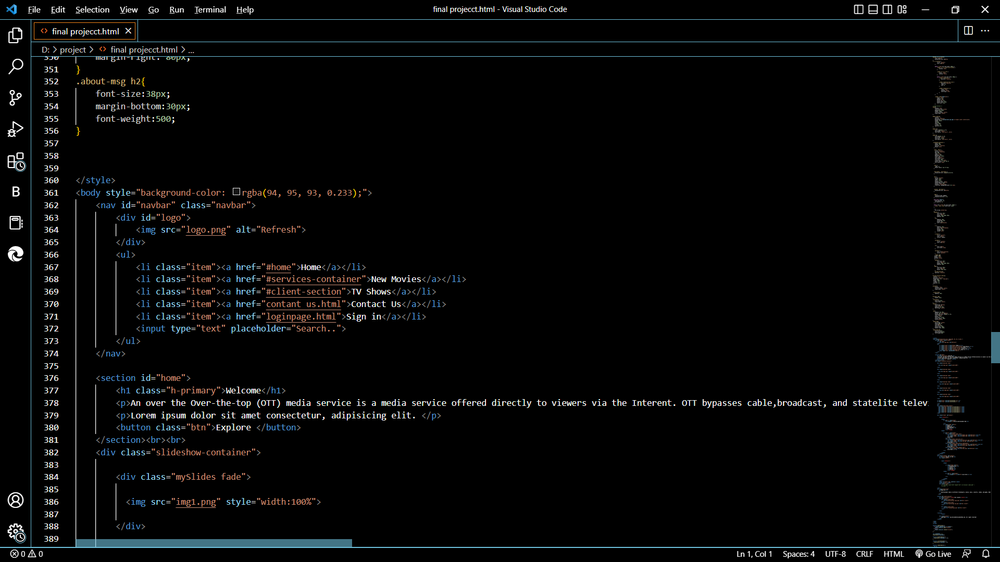 File Edit Selection View Go Run Terminal Help
final projecct.html - Visual Studio Code
final projecct.html
D: > project > final projecct.html > ...
350 margin-right: 80px;
351 }
352 .about-msg h2{
353 font-size:38px;
354 margin-bottom:30px;
355 font-weight:500;
356 }
357
358
359
360 </style>
361 <body style="background-color: rgba(94, 95, 93, 0.233);">
362 <nav id="navbar" class="navbar">
363 <div id="logo">
364 <img src="logo.png" alt="Refresh">
365 </div>
366 <ul>
367 <li class="item"><a href="#home">Home</a></li>
368 <li class="item"><a href="#services-container">New Movies</a></li>
369 <li class="item"><a href="#client-section">TV Shows</a></li>
370 <li class="item"><a href="contant us.html">Contact Us</a></li>
371 <li class="item"><a href="loginpage.html">Sign in</a></li>
372 <input type="text" placeholder="Search..">
373 </ul>
374 </nav>
375
376 <section id="home">
377 <h1 class="h-primary">Welcome</h1>
378 <p>An over the Over-the-top (OTT) media service is a media service offered directly to viewers via the Interent. OTT bypasses cable,broadcast, and statelite telev
379 <p>Lorem ipsum dolor sit amet consectetur, adipisicing elit. </p>
380 <button class="btn">Explore </button>
381 </section><br><br>
382 <div class="slideshow-container">
383
384 <div class="mySlides fade">
385
386 <img src="img1.png" style="width:100%">
387
388 </div>
389
0 0
Ln 1, Col 1 Spaces: 4 UTF-8 CRLF HTML Go Live